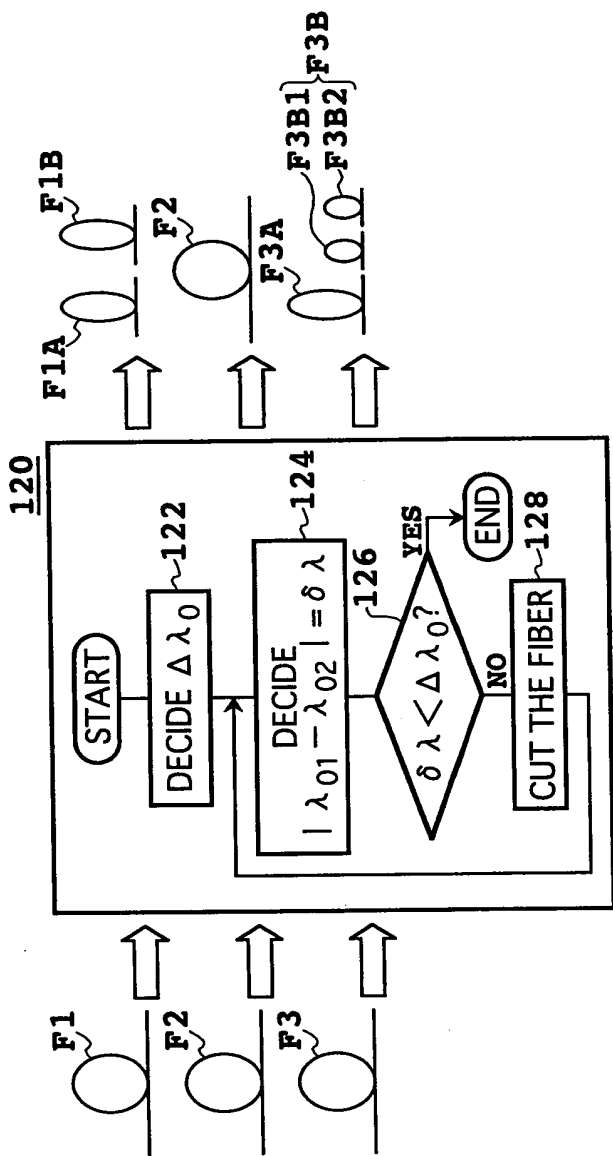 F1
F2
F3
120
START
DECIDE Δλ0
122
DECIDE
|λ01−λ02|=δλ
124
δλ<Δλ0?
126
YES
END
NO
CUT THE FIBER
128
F1A
F1B
F2
F3A
F3B1
F3B2
F3B